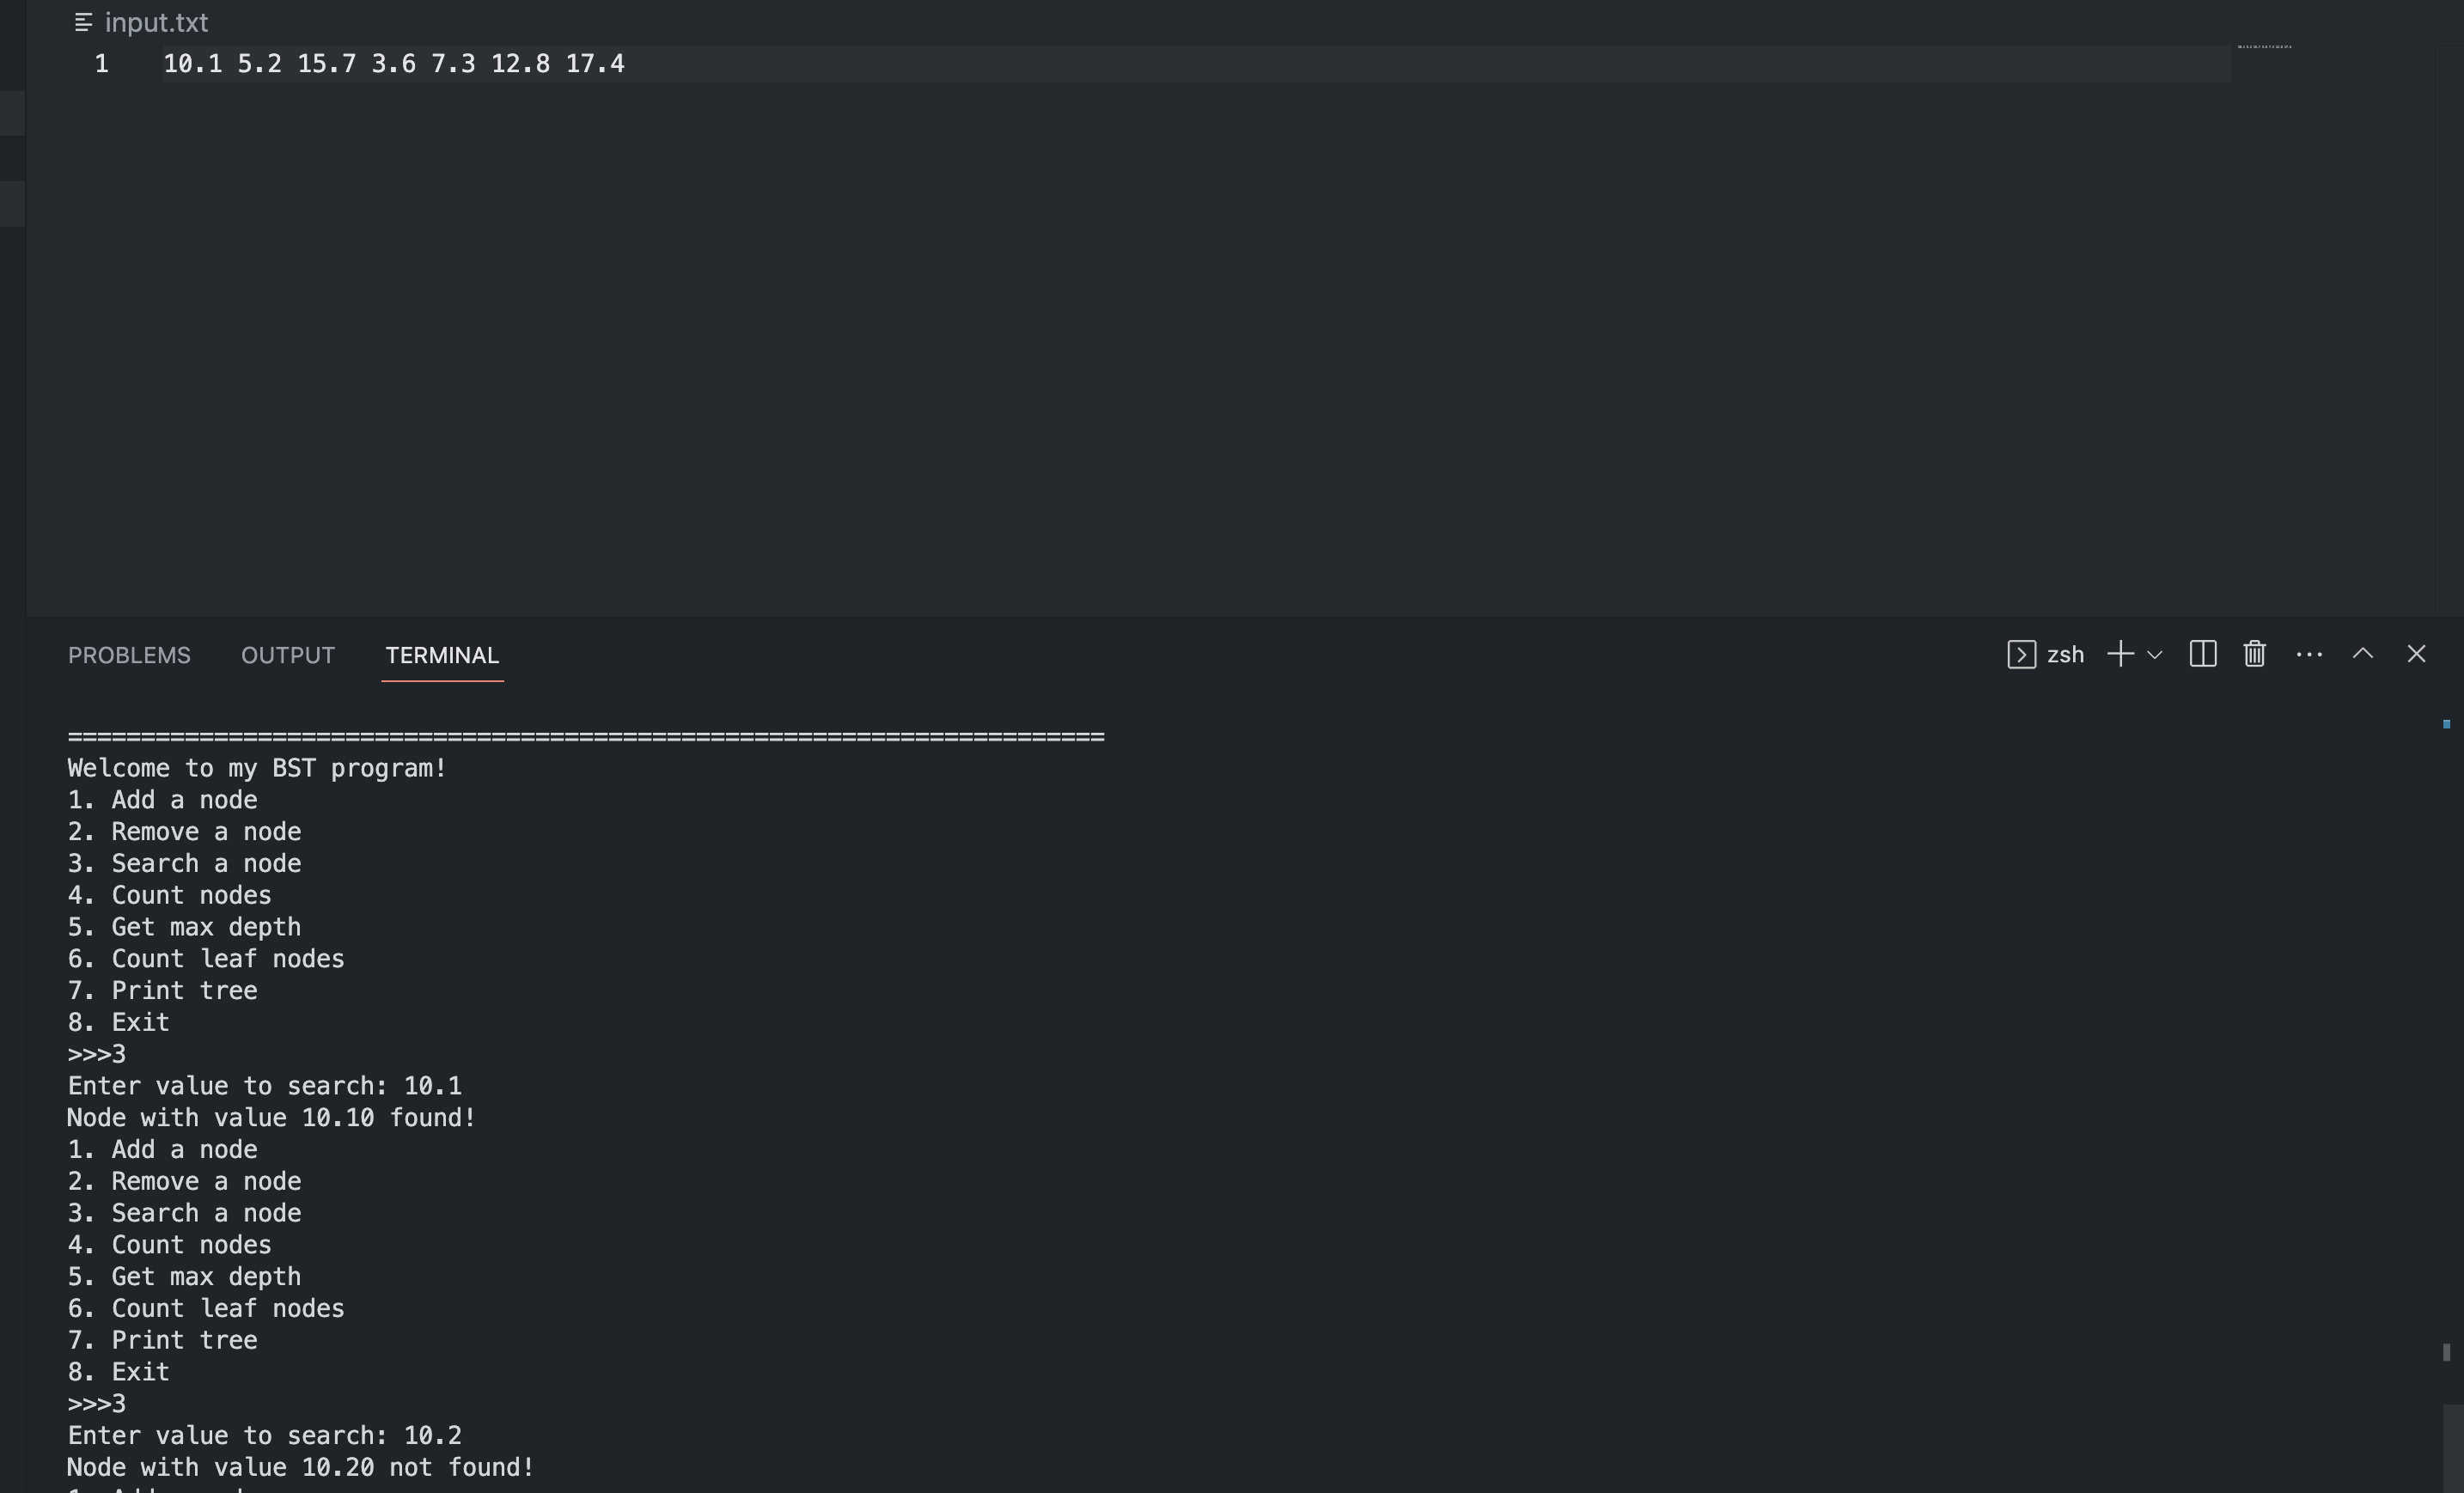 input.txt
1 10.1 5.2 15.7 3.6 7.3 12.8 17.4
PROBLEMS OUTPUT TERMINAL zsh
=======================================================================
Welcome to my BST program!
1. Add a node
2. Remove a node
3. Search a node
4. Count nodes
5. Get max depth
6. Count leaf nodes
7. Print tree
8. Exit
>>>3
Enter value to search: 10.1
Node with value 10.10 found!
1. Add a node
2. Remove a node
3. Search a node
4. Count nodes
5. Get max depth
6. Count leaf nodes
7. Print tree
8. Exit
>>>3
Enter value to search: 10.2
Node with value 10.20 not found!